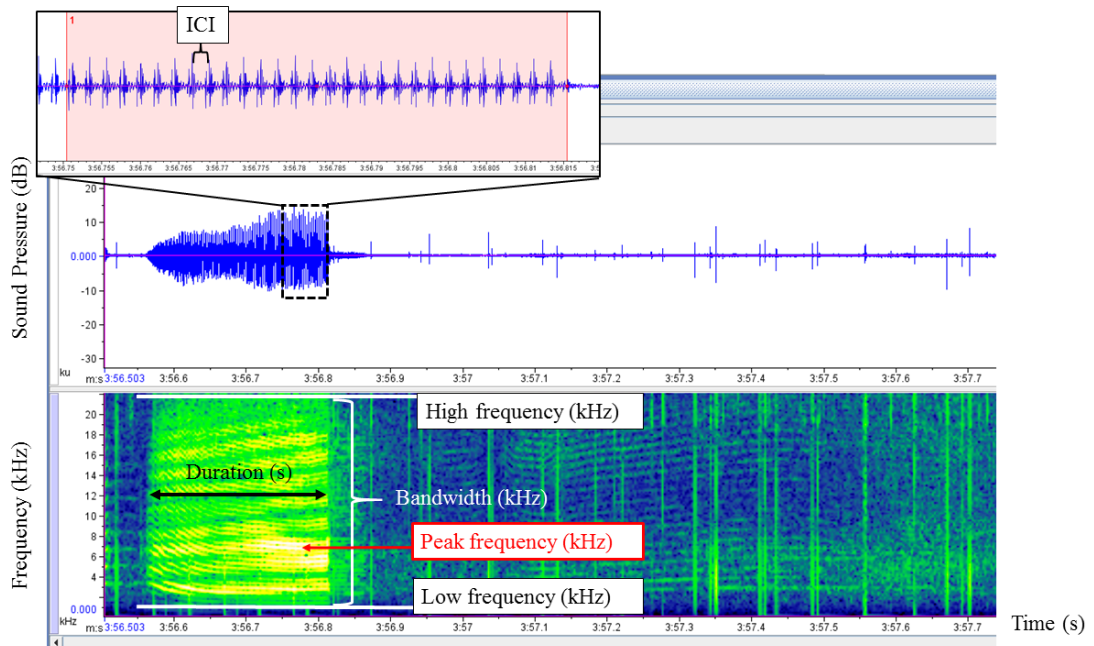 ICI
1
3:56.75 3:56.755 3:56.76 3:56.765 3:56.77 3:56.775 3:56.78 3:56.785 3:56.79 3:56.795 3:56.8 3:56.805 3:56.81 3:56.815
Sound Pressure (dB)
20
10
0.000
-10
-20
-30
ku
m:s 3:56.503 3:56.6 3:56.7 3:56.8 3:56.9 3:57 3:57.1 3:57.2 3:57.3 3:57.4 3:57.5 3:57.6 3:57.7
Frequency (kHz)
20
18
16
14
12
10
8
6
4
0.000
kHz
High frequency (kHz)
Duration (s)
Bandwidth (kHz)
Peak frequency (kHz)
Low frequency (kHz)
m:s 3:56.503 3:56.6 3:56.7 3:56.8 3:56.9 3:57 3:57.1 3:57.2 3:57.3 3:57.4 3:57.5 3:57.6 3:57.7
Time (s)